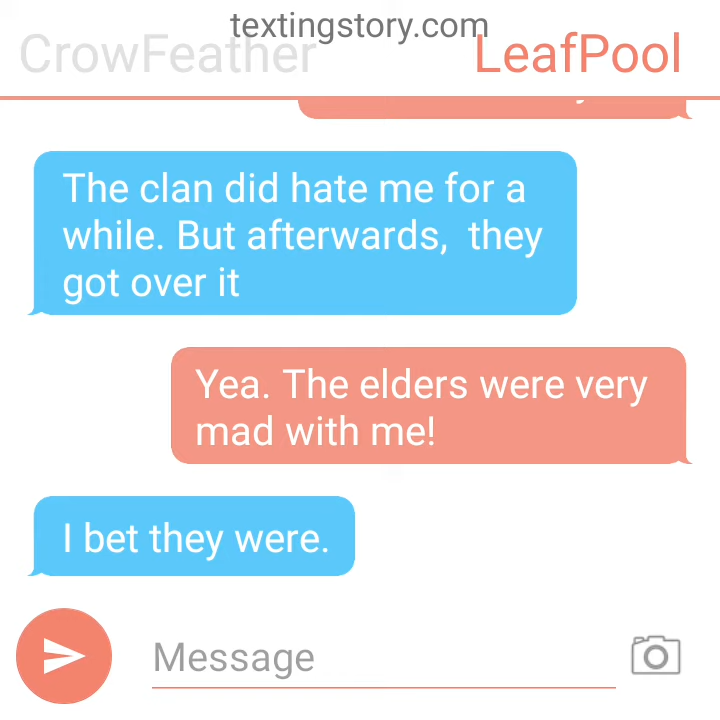 textingstory.com
CrowFeather LeafPool
The clan did hate me for a
while. But afterwards, they
got over it
Yea. The elders were very
mad with me!
I bet they were.
Message